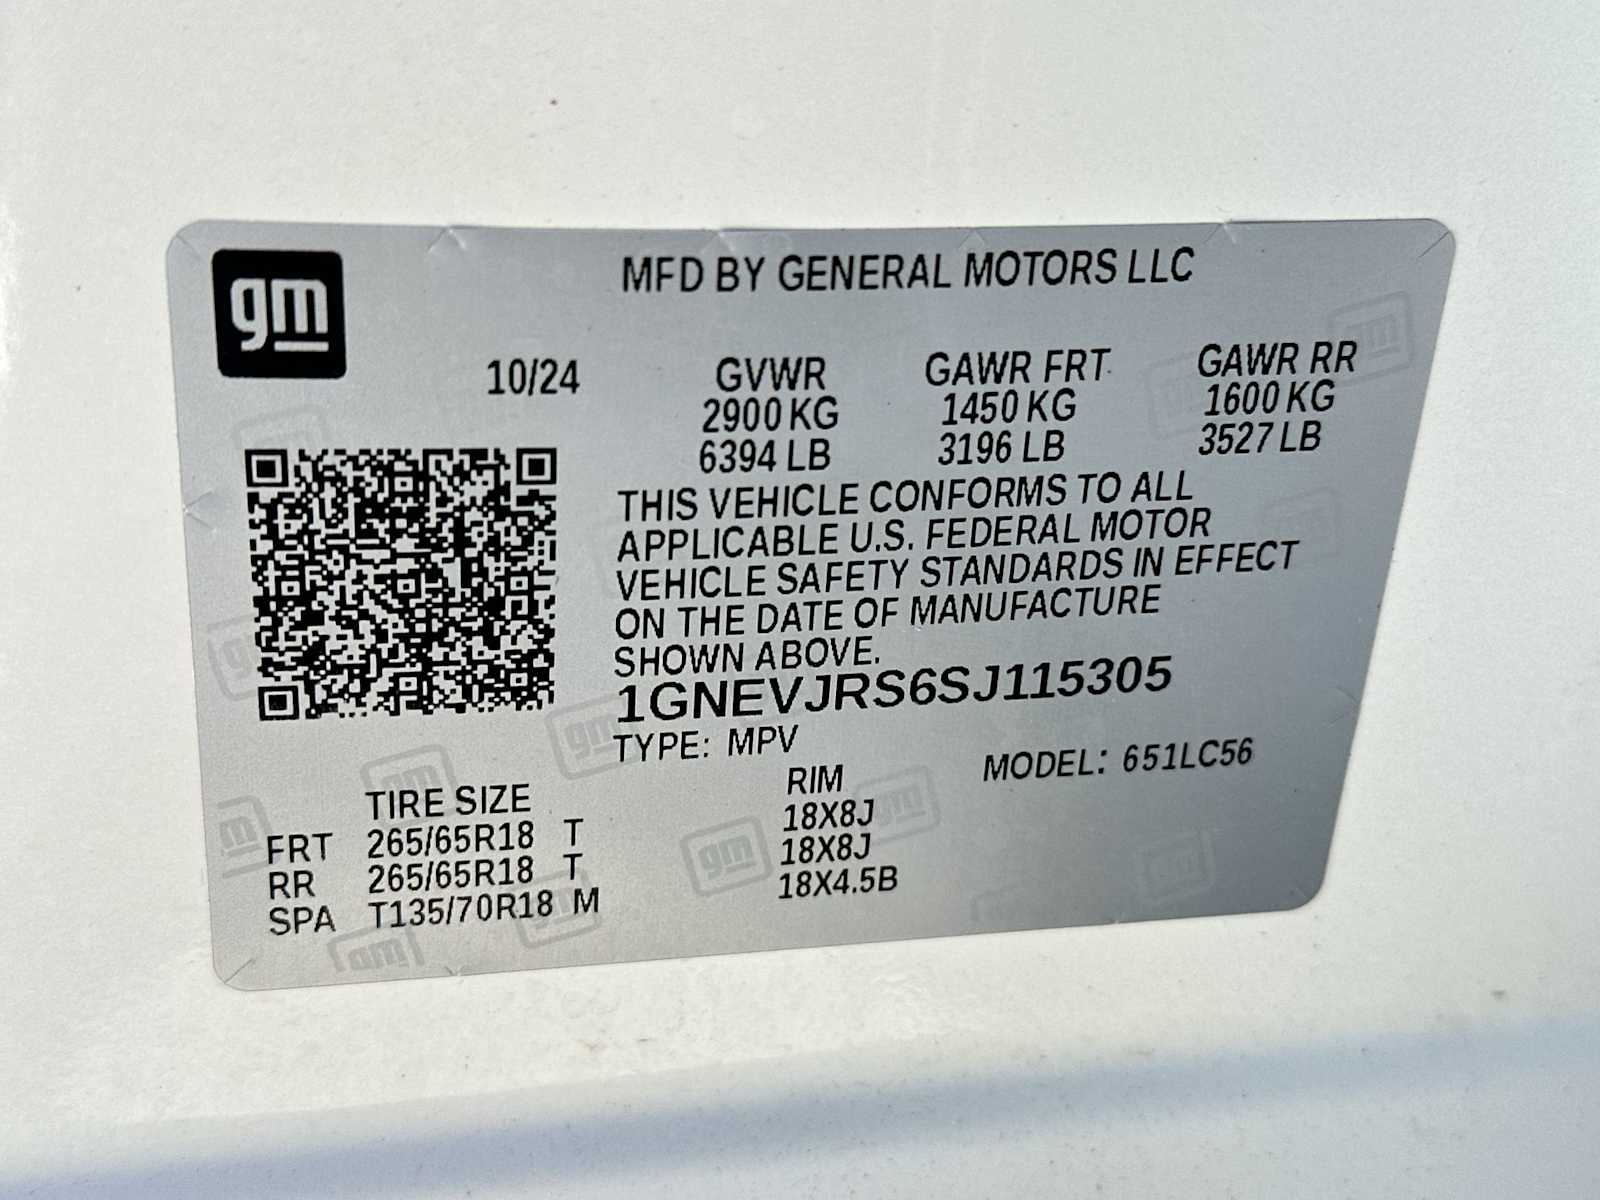 gm
MFD BY GENERAL MOTORS LLC
10/24
GVWR GAWR FRT GAWR RR
2900 KG 1450 KG 1600 KG
6394 LB 3196 LB 3527 LB
THIS VEHICLE CONFORMS TO ALL
APPLICABLE U.S. FEDERAL MOTOR
VEHICLE SAFETY STANDARDS IN EFFECT
ON THE DATE OF MANUFACTURE
SHOWN ABOVE.
1GNEVJRS6SJ115305
TYPE: MPV MODEL: 651LC56
TIRE SIZE RIM
FRT 265/65R18 T 18X8J
RR 265/65R18 T 18X8J
SPA T135/70R18 M 18X4.5B